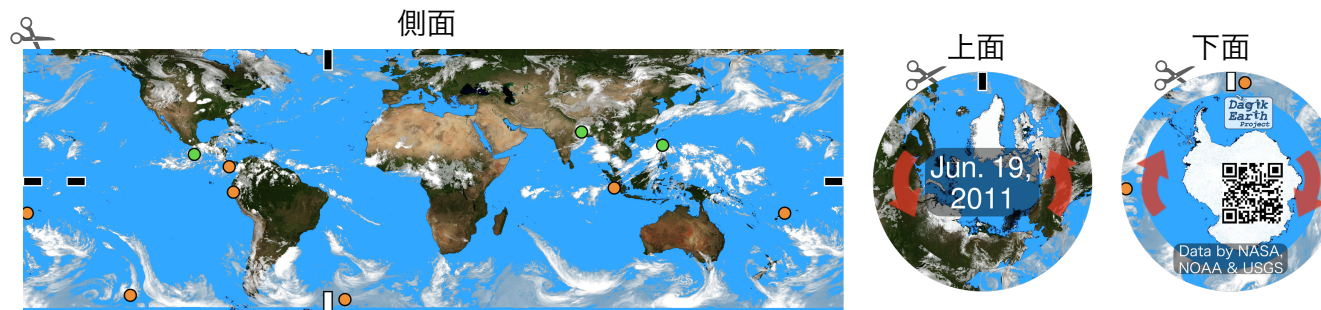 側面
上面
Jun. 19,
2011
下面
Dagik
Earth
Project
Data by NASA,
NOAA & USGS